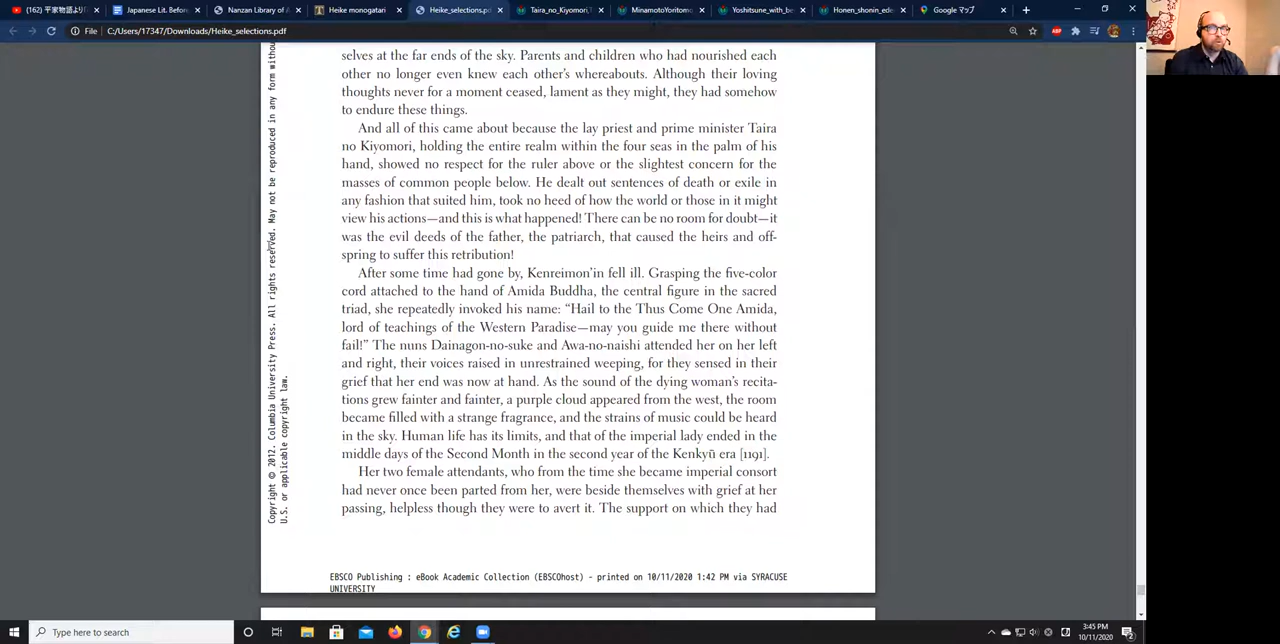 (162) 平家物語より
Japanese Lit. Befor
Nanzan Library of A
Heike monogatari
Heike_selections.pdf
Taira_no_Kiyomori,T
MinamotoYoritomo
Yoshitsune_with_be
Honen_shonin_ede
Google マップ
File
C:/Users/17347/Downloads/Heike_selections.pdf
ABP
selves at the far ends of the sky. Parents and children who had nourished each
other no longer even knew each other's whereabouts. Although their loving
thoughts never for a moment ceased, lament as they might, they had somehow
to endure these things.
And all of this came about because the lay priest and prime minister Taira
no Kiyomori, holding the entire realm within the four seas in the palm of his
hand, showed no respect for the ruler above or the slightest concern for the
masses of common people below. He dealt out sentences of death or exile in
any fashion that suited him, took no heed of how the world or those in it might
view his actions—and this is what happened! There can be no room for doubt—it
was the evil deeds of the father, the patriarch, that caused the heirs and off-
spring to suffer this retribution!
After some time had gone by, Kenreimon'in fell ill. Grasping the five-color
cord attached to the hand of Amida Buddha, the central figure in the sacred
triad, she repeatedly invoked his name: "Hail to the Thus Come One Amida,
lord of teachings of the Western Paradise—may you guide me there without
fail!" The nuns Dainagon-no-suke and Awa-no-naishi attended her on her left
and right, their voices raised in unrestrained weeping, for they sensed in their
grief that her end was now at hand. As the sound of the dying woman's recita-
tions grew fainter and fainter, a purple cloud appeared from the west, the room
became filled with a strange fragrance, and the strains of music could be heard
in the sky. Human life has its limits, and that of the imperial lady ended in the
middle days of the Second Month in the second year of the Kenkyū era [1191].
Her two female attendants, who from the time she became imperial consort
had never once been parted from her, were beside themselves with grief at her
passing, helpless though they were to avert it. The support on which they had
Copyright © 2012. Columbia University Press. All rights reserved. May not be reproduced in any form withou
U.S. or applicable copyright law.
EBSCO Publishing : eBook Academic Collection (EBSCOhost) - printed on 10/11/2020 1:42 PM via SYRACUSE
UNIVERSITY
Type here to search
3:45 PM
10/11/2020